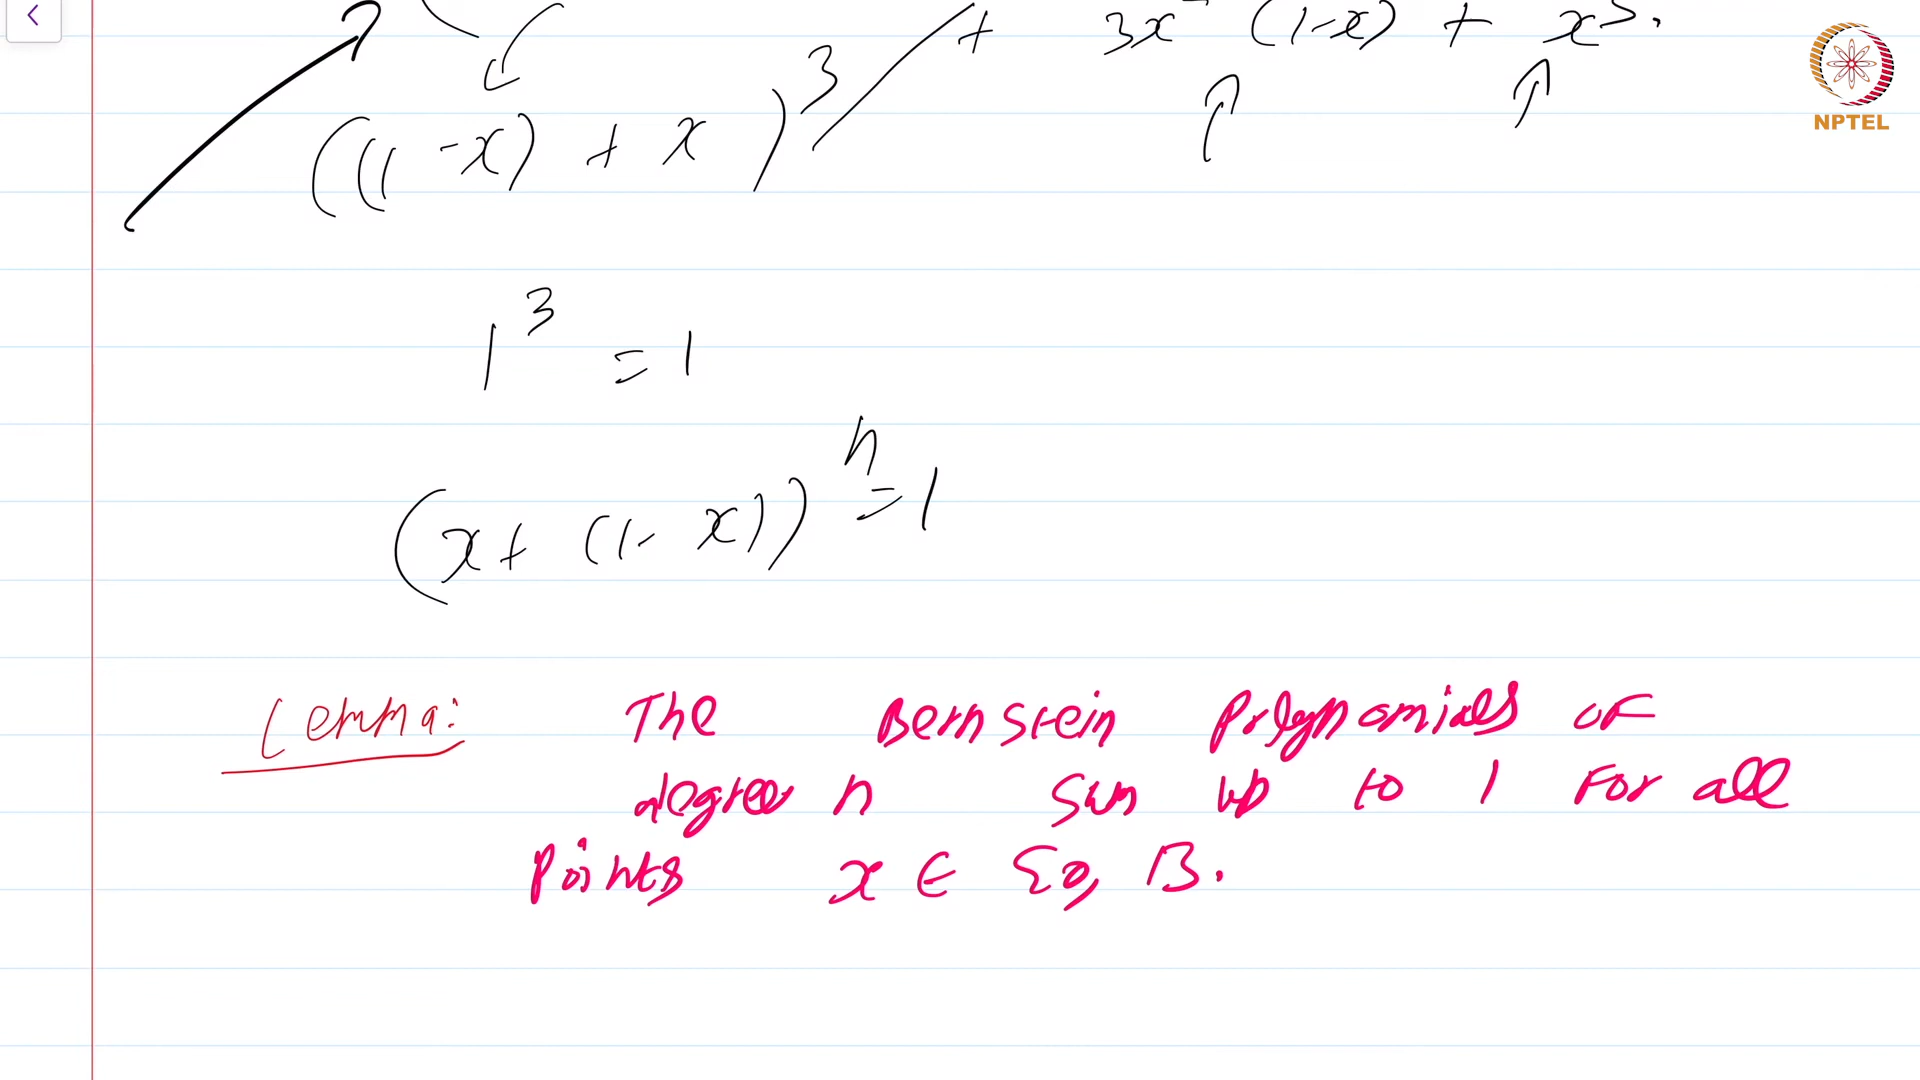 + 3x² (1-x) + x³.
((1-x) + x)³
NPTEL
1³ = 1
(x + (1-x))ⁿ = 1
Lemma: The Bernstein Polynomials of
degree n sum up to 1 for all
points x ∈ [0, 1].